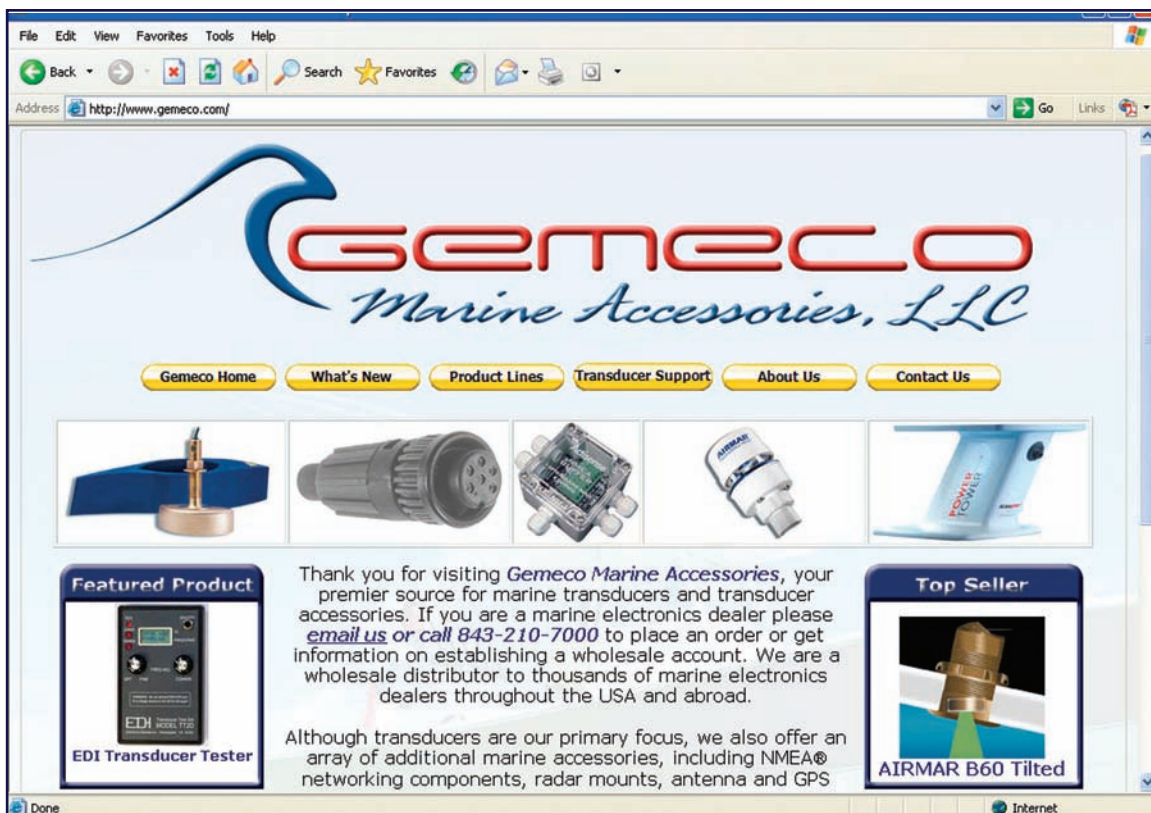 File Edit View Favorites Tools Help
Back Search Favorites
Address http://www.gemeco.com/ Go Links
GEMECO
Marine Accessories, LLC
Gemeco Home What's New Product Lines Transducer Support About Us Contact Us
AIRMAR
POWER
TOWER
Featured Product
EDI
MODEL TT2D
EDI Transducer Tester
Thank you for visiting Gemeco Marine Accessories, your
premier source for marine transducers and transducer
accessories. If you are a marine electronics dealer please
email us or call 843-210-7000 to place an order or get
information on establishing a wholesale account. We are a
wholesale distributor to thousands of marine electronics
dealers throughout the USA and abroad.
Although transducers are our primary focus, we also offer an
array of additional marine accessories, including NMEA®
networking components, radar mounts, antenna and GPS
Top Seller
AIRMAR B60 Tilted
Done Internet